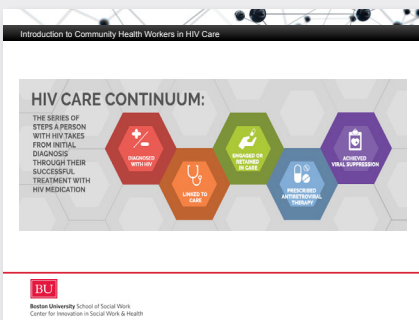 Introduction to Community Health Workers in HIV Care
HIV CARE CONTINUUM:
THE SERIES OF
STEPS A PERSON
WITH HIV TAKES
FROM INITIAL
DIAGNOSIS
THROUGH THEIR
SUCCESSFUL
TREATMENT WITH
HIV MEDICATION
DIAGNOSED
WITH HIV
LINKED TO
CARE
ENGAGED OR
RETAINED
IN CARE
PRESCRIBED
ANTIRETROVIRAL
THERAPY
ACHIEVED
VIRAL SUPPRESSION
BU
Boston University School of Social Work
Center for Innovation in Social Work & Health